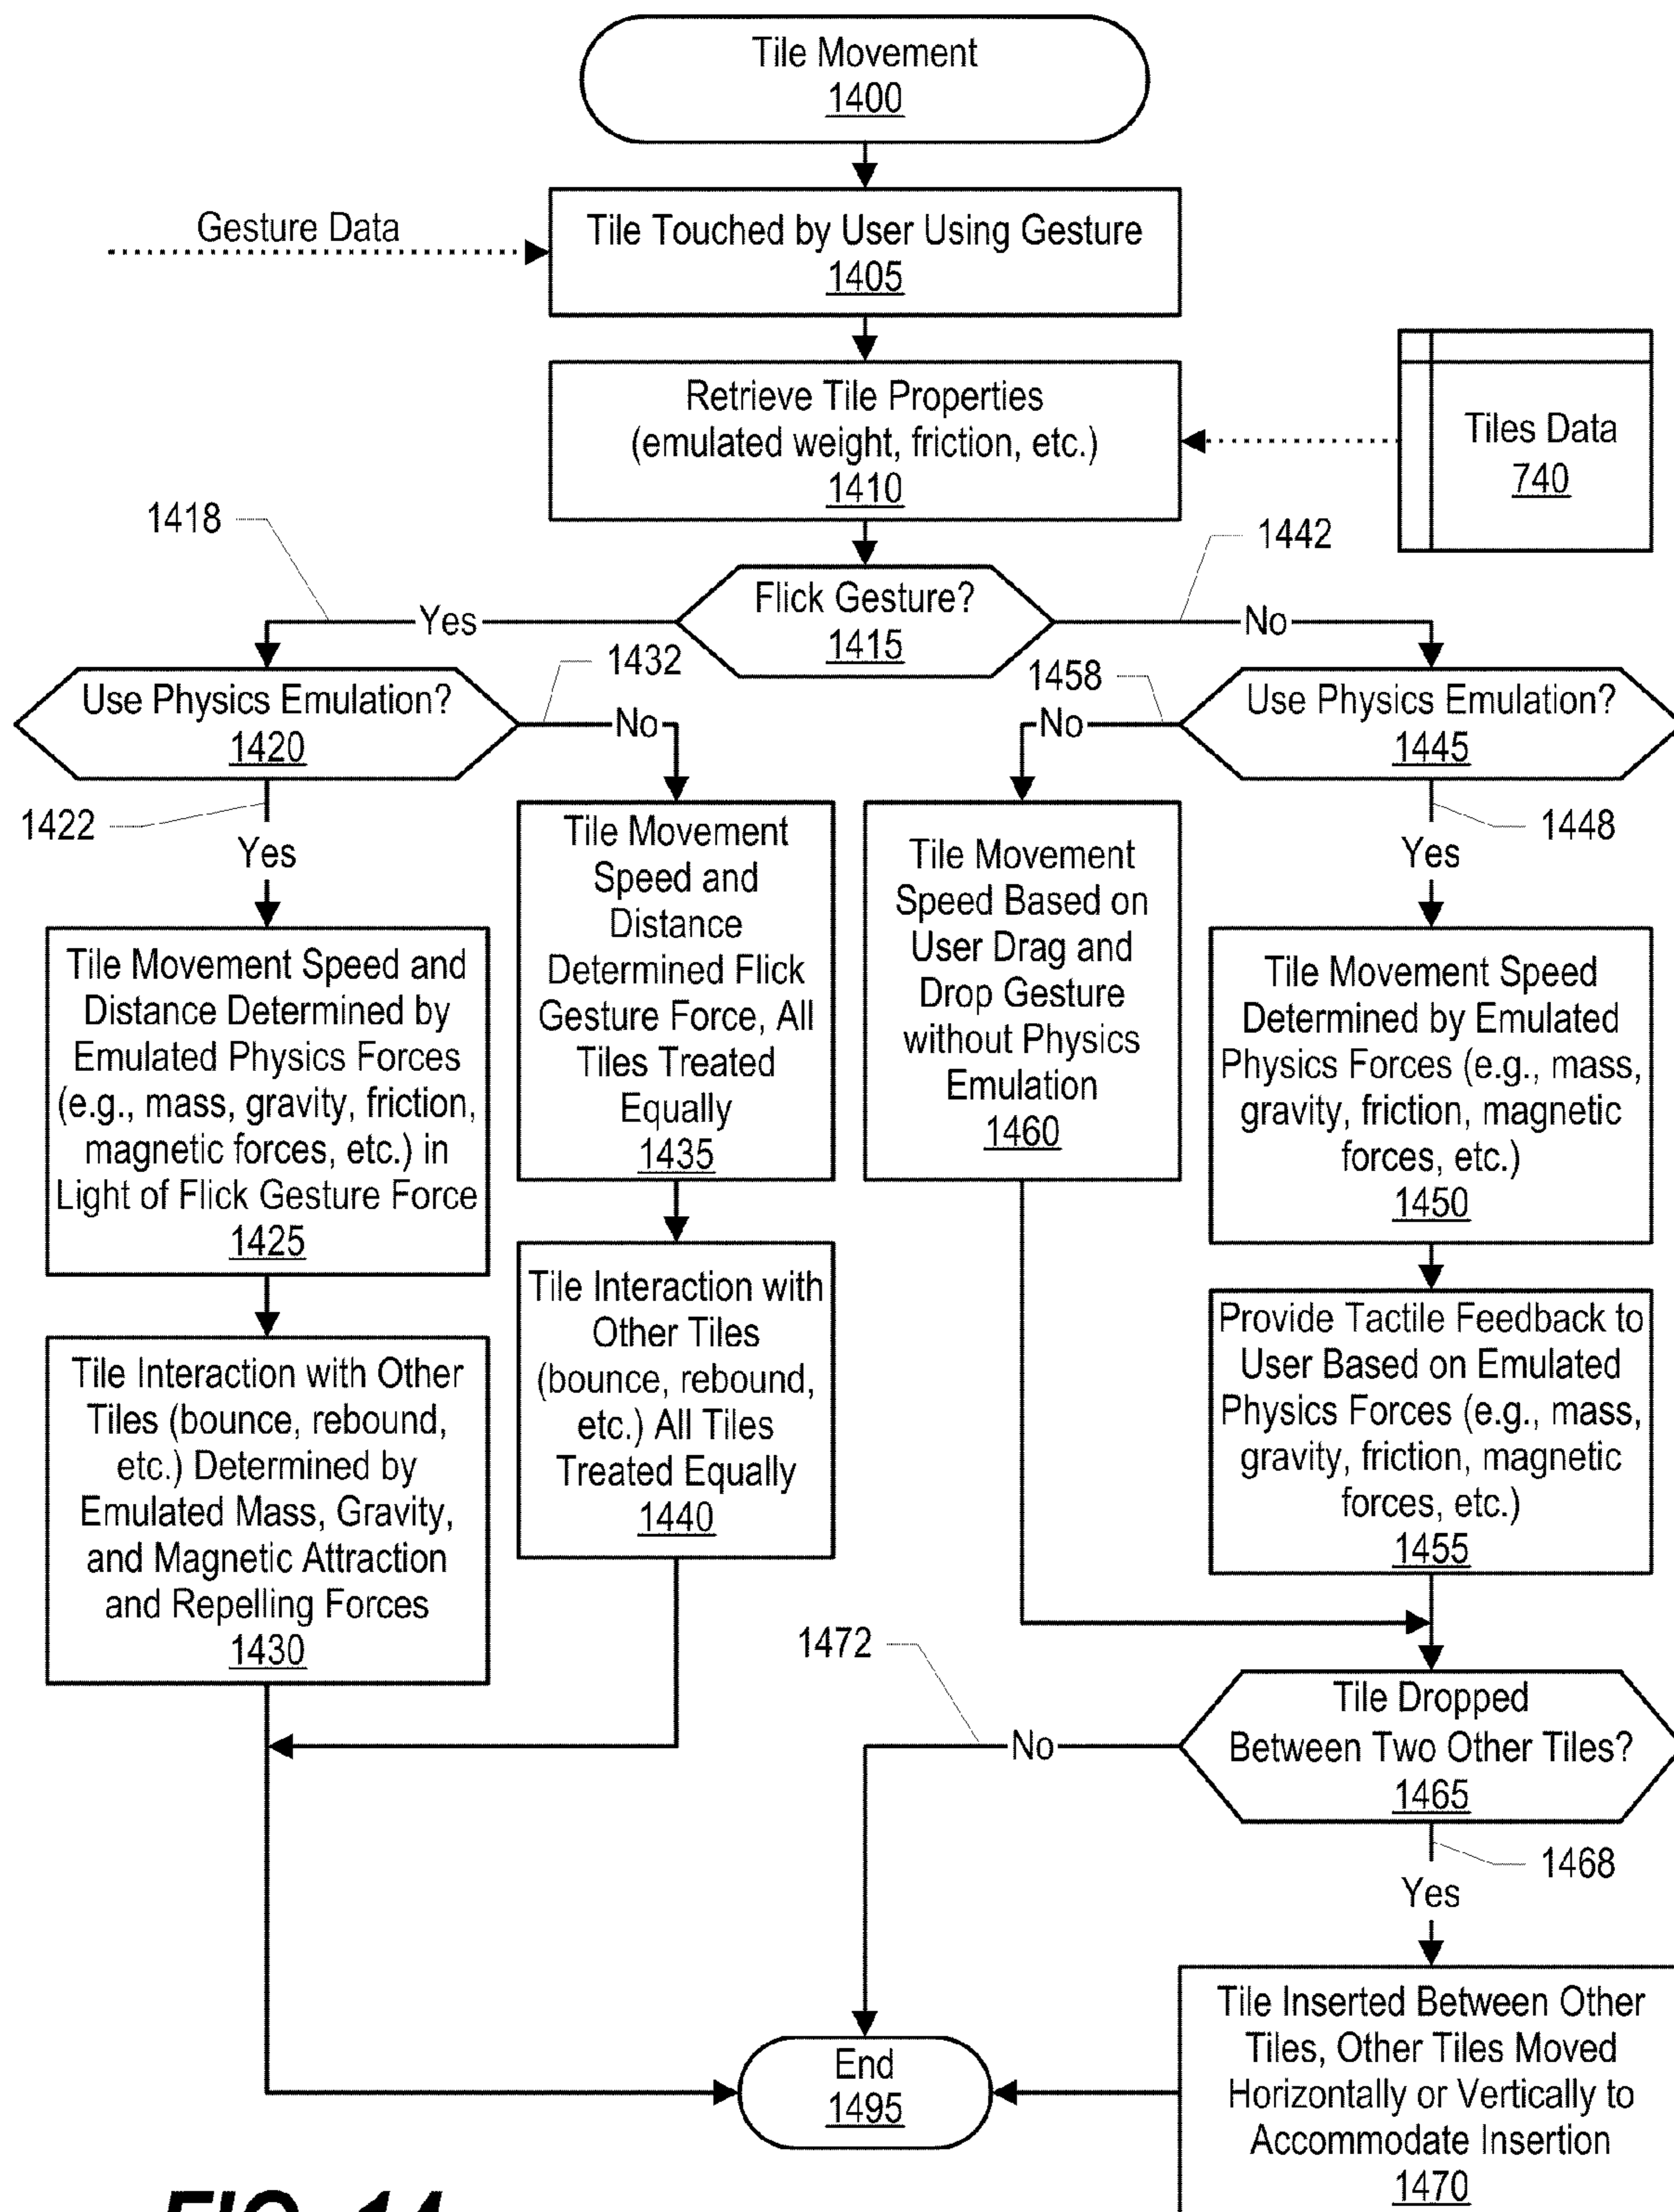 Tile Movement
1400
Gesture Data
Tile Touched by User Using Gesture
1405
Retrieve Tile Properties
(emulated weight, friction, etc.)
1410
Tiles Data
740
1418
1442
Flick Gesture?
1415
Yes
No
Use Physics Emulation?
1420
1432
No
1422
Yes
1458
No
Use Physics Emulation?
1445
1448
Yes
Tile Movement Speed and
Distance Determined by
Emulated Physics Forces
(e.g., mass, gravity, friction,
magnetic forces, etc.) in
Light of Flick Gesture Force
1425
Tile Movement
Speed and
Distance
Determined Flick
Gesture Force, All
Tiles Treated
Equally
1435
Tile Movement
Speed Based on
User Drag and
Drop Gesture
without Physics
Emulation
1460
Tile Movement Speed
Determined by Emulated
Physics Forces (e.g., mass,
gravity, friction, magnetic
forces, etc.)
1450
Tile Interaction with Other
Tiles (bounce, rebound,
etc.) Determined by
Emulated Mass, Gravity,
and Magnetic Attraction
and Repelling Forces
1430
Tile Interaction with
Other Tiles
(bounce, rebound,
etc.) All Tiles
Treated Equally
1440
Provide Tactile Feedback to
User Based on Emulated
Physics Forces (e.g., mass,
gravity, friction, magnetic
forces, etc.)
1455
1472
No
Tile Dropped
Between Two Other Tiles?
1465
1468
Yes
Tile Inserted Between Other
Tiles, Other Tiles Moved
Horizontally or Vertically to
Accommodate Insertion
1470
End
1495
FIG. 14